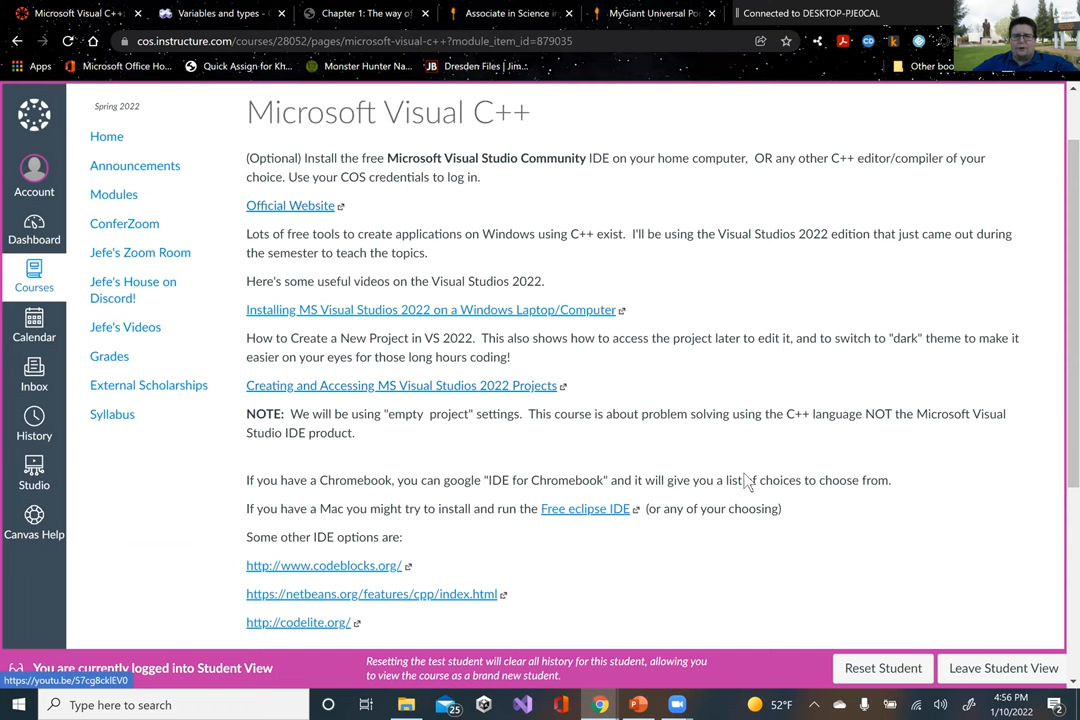 Microsoft Visual C++:
Variables and types -
Chapter 1: The way of
Associate in Science in
MyGiant Universal Po
Connected to DESKTOP-PJE0CAL
cos.instructure.com/courses/28052/pages/microsoft-visual-c++?module_item_id=879035
Apps
Microsoft Office Ho...
Quick Assign for Kh...
Monster Hunter Na...
JB Dresden Files | Jim...
Other boo
Spring 2022
Home
Announcements
Modules
ConferZoom
Jefe's Zoom Room
Jefe's House on
Discord!
Jefe's Videos
Grades
External Scholarships
Syllabus
Account
Dashboard
Courses
Calendar
Inbox
History
Studio
Canvas Help
Microsoft Visual C++
(Optional) Install the free Microsoft Visual Studio Community IDE on your home computer, OR any other C++ editor/compiler of your
choice. Use your COS credentials to log in.
Official Website
Lots of free tools to create applications on Windows using C++ exist. I'll be using the Visual Studios 2022 edition that just came out during
the semester to teach the topics.
Here's some useful videos on the Visual Studios 2022.
Installing MS Visual Studios 2022 on a Windows Laptop/Computer
How to Create a New Project in VS 2022. This also shows how to access the project later to edit it, and to switch to "dark" theme to make it
easier on your eyes for those long hours coding!
Creating and Accessing MS Visual Studios 2022 Projects
NOTE: We will be using "empty project" settings. This course is about problem solving using the C++ language NOT the Microsoft Visual
Studio IDE product.
If you have a Chromebook, you can google "IDE for Chromebook" and it will give you a list of choices to choose from.
If you have a Mac you might try to install and run the Free eclipse IDE (or any of your choosing)
Some other IDE options are:
http://www.codeblocks.org/
https://netbeans.org/features/cpp/index.html
http://codelite.org/
You are currently logged into Student View
Resetting the test student will clear all history for this student, allowing you
to view the course as a brand new student.
Reset Student
Leave Student View
https://youtu.be/57cg8cklEV0
Type here to search
25
52°F
4:56 PM
1/10/2022
2